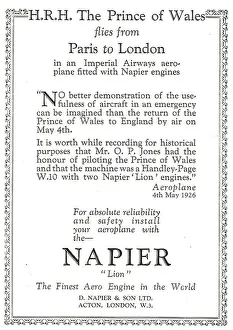 H.R.H. The Prince of Wales
flies from
Paris to London
in an Imperial Airways aero-
plane fitted with Napier engines
"NO better demonstration of the use-
fulness of aircraft in an emergency
can be imagined than the return of the
Prince of Wales to England by air on
May 4th.
It is worth while recording for historical
purposes that Mr. O. P. Jones had the
honour of piloting the Prince of Wales
and that the machine was a Handley-Page
W.10 with two Napier 'Lion' engines."
Aeroplane
4th May 1926
For absolute reliability
and safety install
your aeroplane with
the—
NAPIER
"Lion"
The Finest Aero Engine in the World
D. NAPIER & SON LTD.
ACTON, LONDON, W.3.